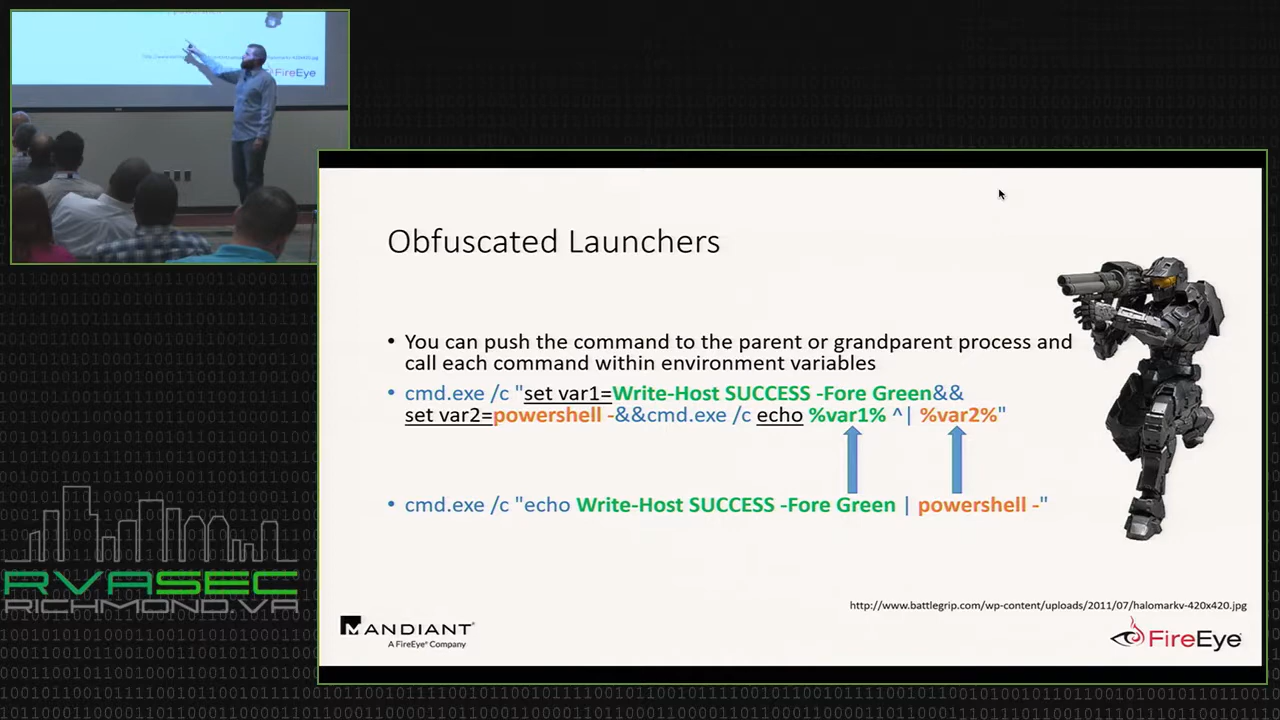 FireEye
Obfuscated Launchers
• You can push the command to the parent or grandparent process and
call each command within environment variables
• cmd.exe /c "set var1=Write-Host SUCCESS -Fore Green&&
set var2=powershell -&&cmd.exe /c echo %var1% ^| %var2%"
• cmd.exe /c "echo Write-Host SUCCESS -Fore Green | powershell -"
http://www.battlegrip.com/wp-content/uploads/2011/07/halomarkv-420x420.jpg
MANDIANT
A FireEye® Company
FireEye
RVASEC
RICHMOND.VA